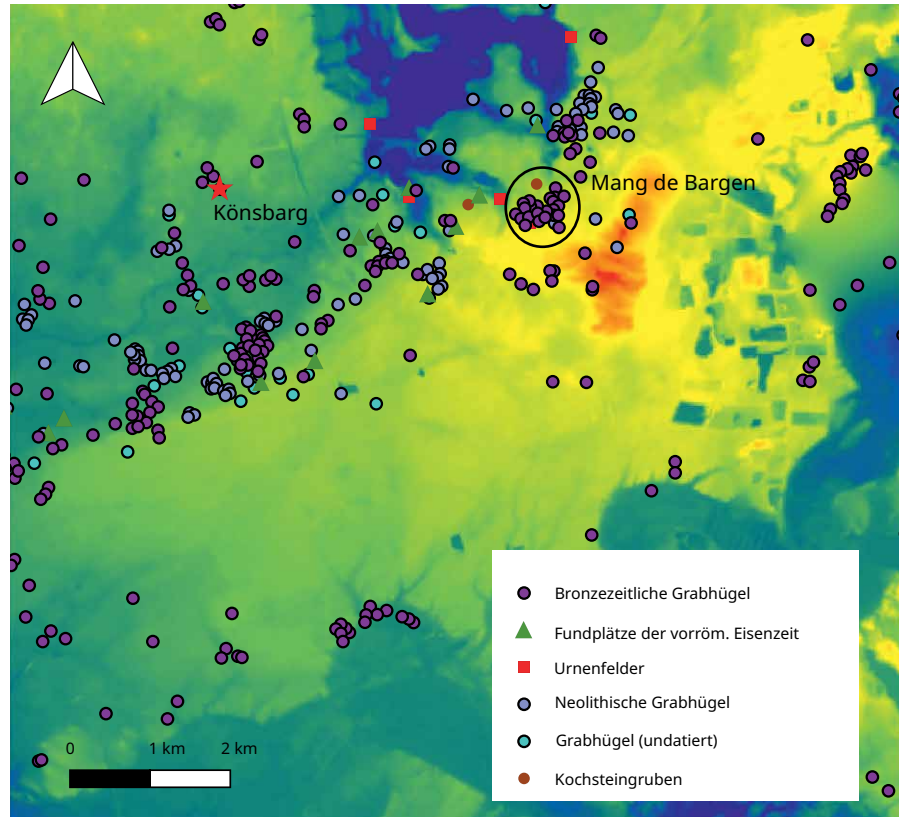 Mang de Bargen
Könsbarg
Bronzezeitliche Grabhügel
Fundplätze der vorröm. Eisenzeit
Urnenfelder
Neolithische Grabhügel
Grabhügel (undatiert)
Kochsteingruben
0 1 km 2 km